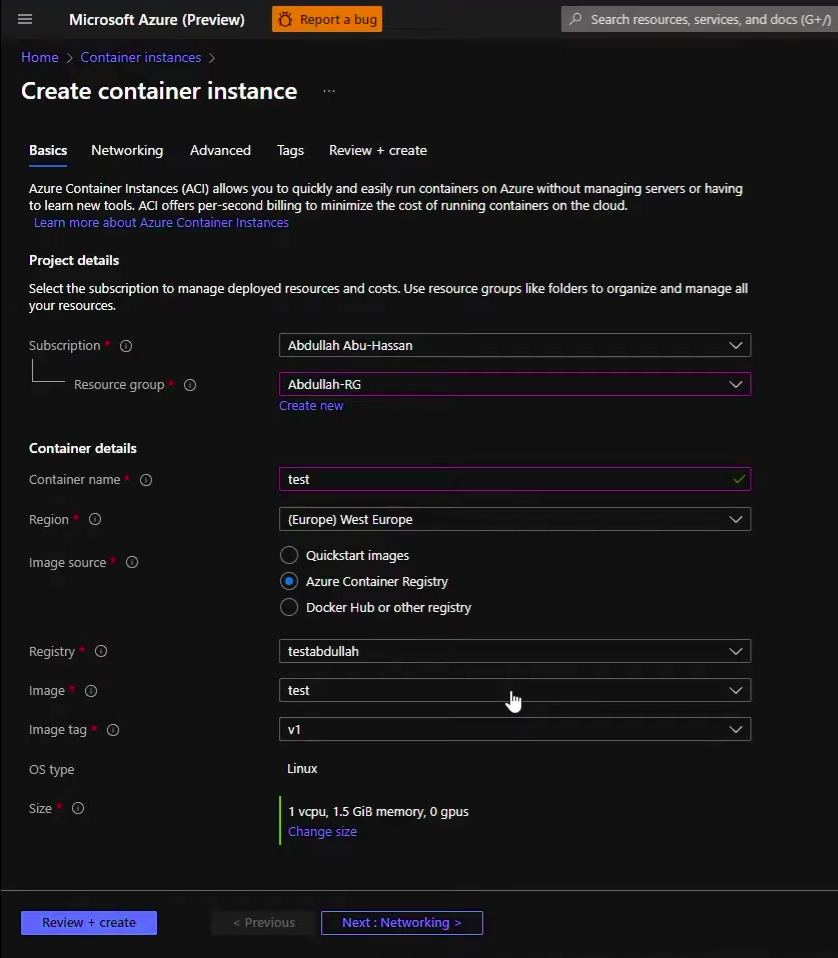 Microsoft Azure (Preview)
Report a bug
Search resources, services, and docs (G+/)
Home > Container instances >
Create container instance ...
Basics Networking Advanced Tags Review + create
Azure Container Instances (ACI) allows you to quickly and easily run containers on Azure without managing servers or having
to learn new tools. ACI offers per-second billing to minimize the cost of running containers on the cloud.
Learn more about Azure Container Instances
Project details
Select the subscription to manage deployed resources and costs. Use resource groups like folders to organize and manage all
your resources.
Subscription * Abdullah Abu-Hassan
Resource group * Abdullah-RG
Create new
Container details
Container name * test
Region * (Europe) West Europe
Image source * Quickstart images
Azure Container Registry
Docker Hub or other registry
Registry * testabdullah
Image * test
Image tag * v1
OS type Linux
Size * 1 vcpu, 1.5 GiB memory, 0 gpus
Change size
Review + create < Previous Next : Networking >